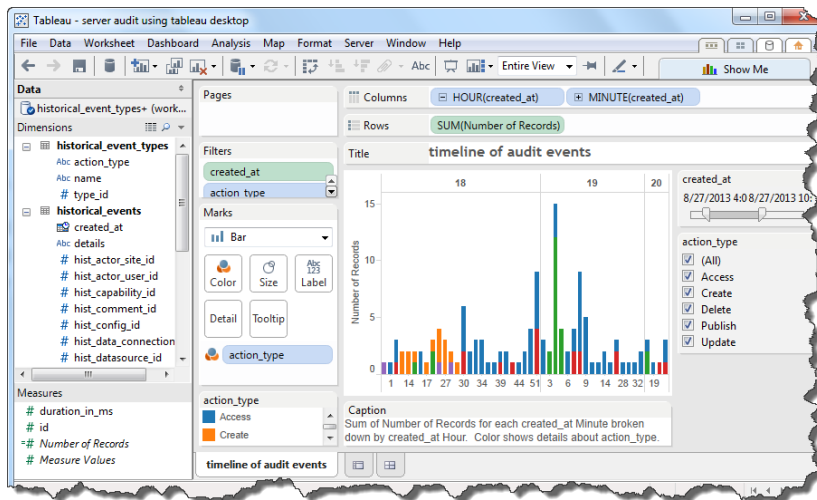 Tableau - server audit using tableau desktop
File Data Worksheet Dashboard Analysis Map Format Server Window Help
Abc Entire View Show Me
Data
historical_event_types+ (work...
Dimensions
historical_event_types
Abc action_type
Abc name
# type_id
historical_events
created_at
Abc details
# hist_actor_site_id
# hist_actor_user_id
# hist_capability_id
# hist_comment_id
# hist_config_id
# hist_data_connection
# hist_datasource_id
Measures
# duration_in_ms
# id
=# Number of Records
# Measure Values
Pages
Filters
created_at
action_type
Marks
Bar
Color Size Abc 123 Label
Detail Tooltip
action_type
action_type
Access
Create
Columns HOUR(created_at) MINUTE(created_at)
Rows SUM(Number of Records)
Title timeline of audit events
18 19 20
Number of Records
15
10
5
0
1 14 17 27 30 34 39 44 51 3 6 9 14 28 32 19
Caption
Sum of Number of Records for each created_at Minute broken
down by created_at Hour. Color shows details about action_type.
created_at
8/27/2013 4:0 8/27/2013 10:
action_type
(All)
Access
Create
Delete
Publish
Update
timeline of audit events